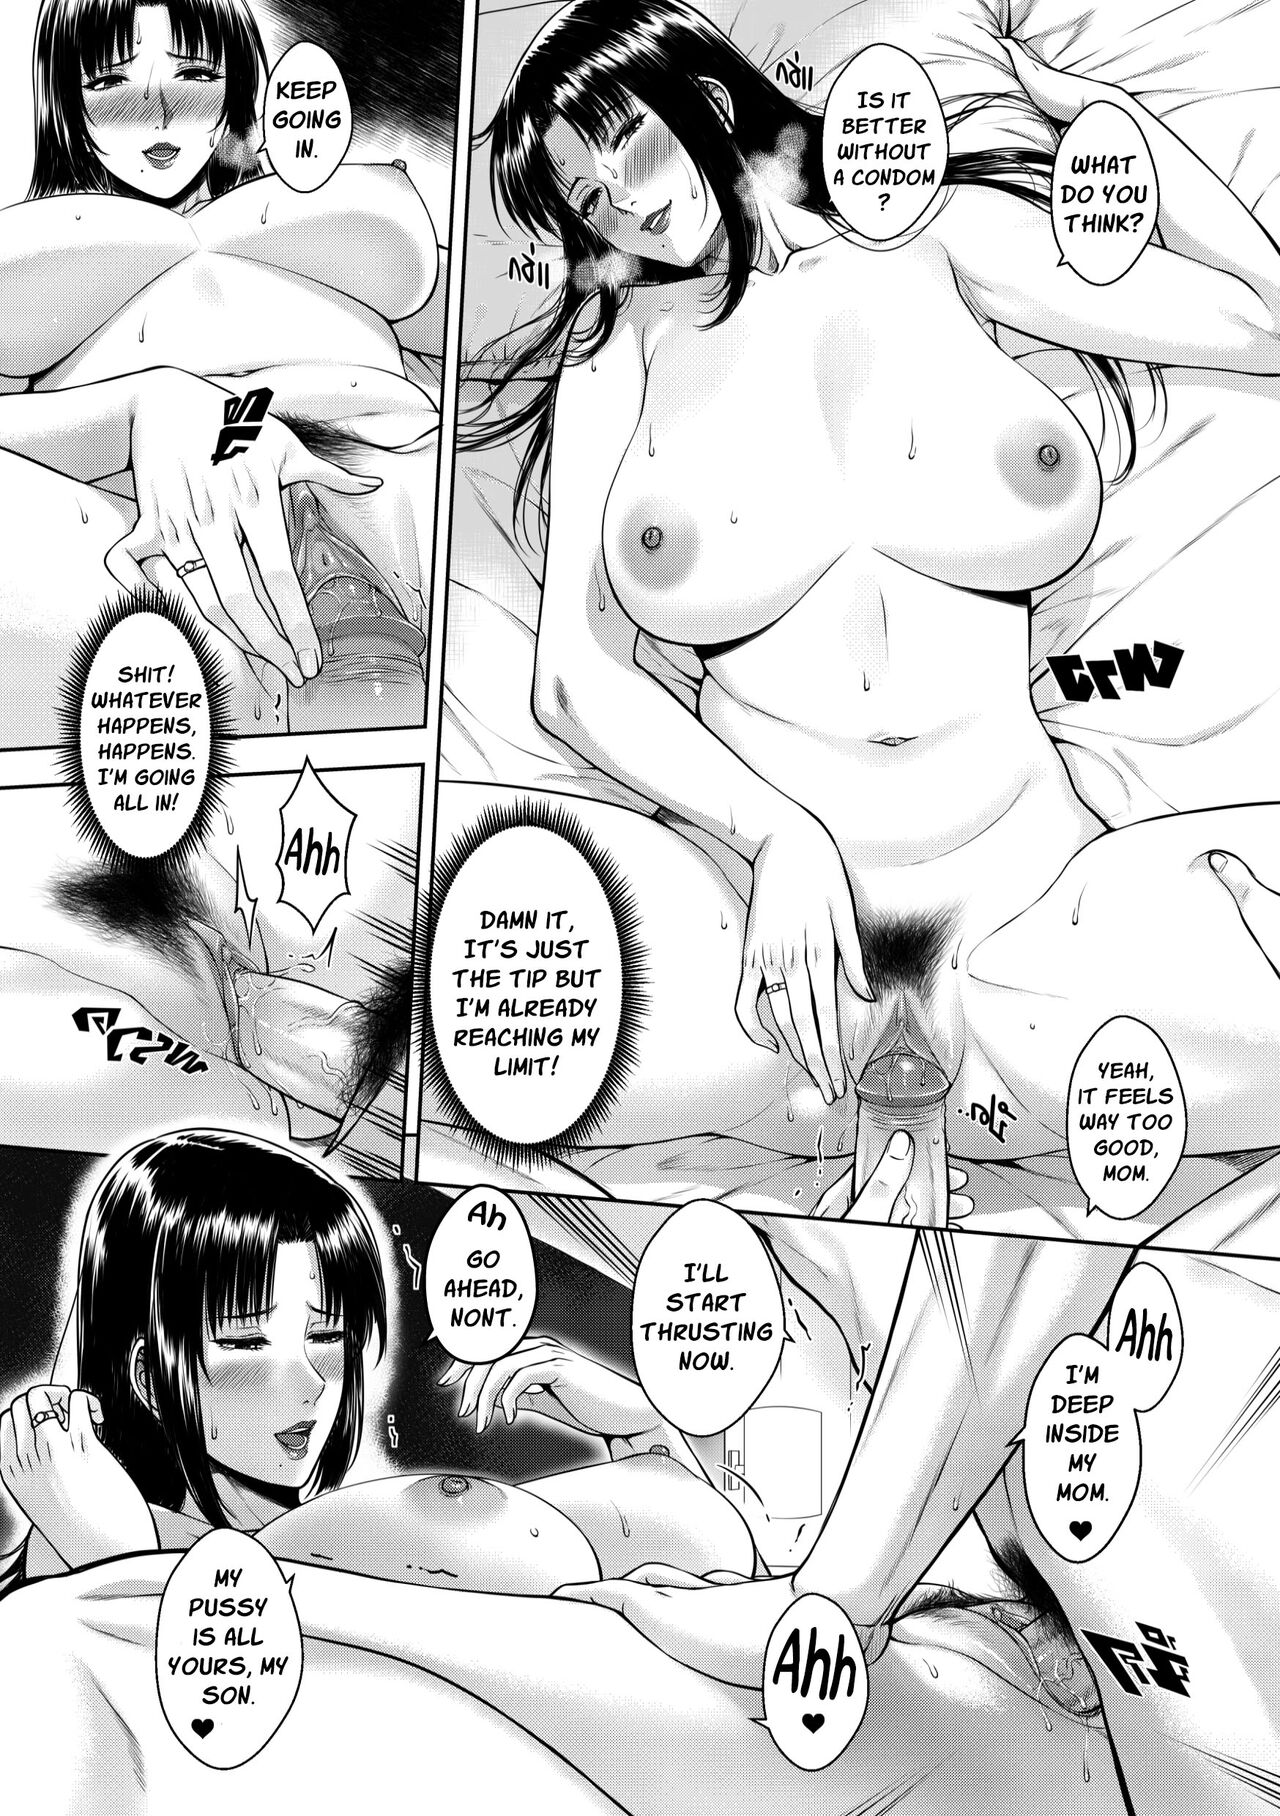 WHAT
DO YOU
THINK?
IS IT
BETTER
WITHOUT
A CONDOM
?
YEAH,
IT FEELS
WAY TOO
GOOD,
MOM.
DAMN IT,
IT'S JUST
THE TIP BUT
I'M ALREADY
REACHING MY
LIMIT!
KEEP
GOING
IN.
SHIT!
WHATEVER
HAPPENS,
HAPPENS.
I'M GOING
ALL IN!
Ahh
Ahh
I'M
DEEP
INSIDE
MY
MOM.
♥
I'LL
START
THRUSTING
NOW.
Ah
GO
AHEAD,
NONT.
Ahh
♥
MY
PUSSY
IS ALL
YOURS, MY
SON.
♥